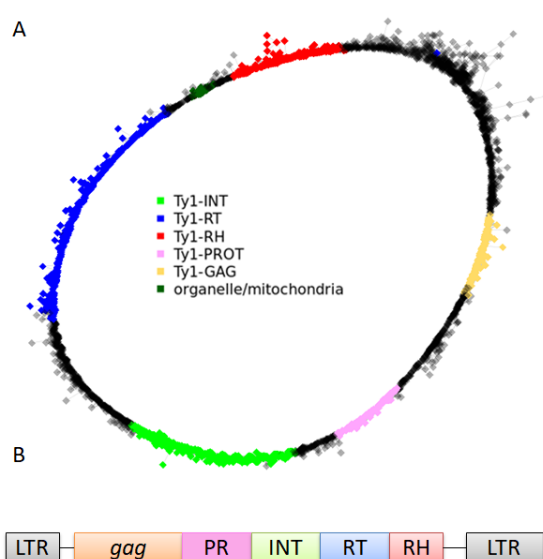 A
Ty1-INT
Ty1-RT
Ty1-RH
Ty1-PROT
Ty1-GAG
organelle/mitochondria
B
LTR gag PR INT RT RH LTR